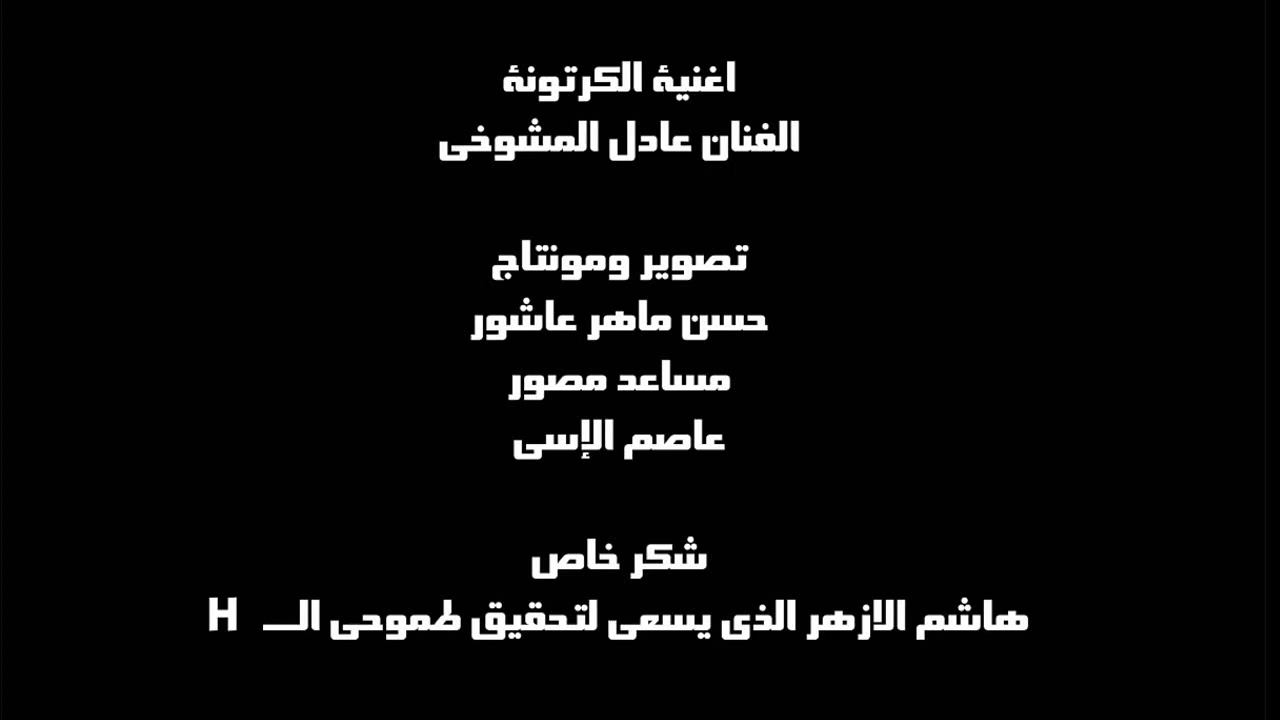 اغنية الكرتونة
الفنان عادل المشوخى
تصوير ومونتاج
حسن ماهر عاشور
مساعد مصور
عاصم الإسى
شكر خاص
هاشم الازهر الذى يسعى لتحقيق طموحى الـــ H